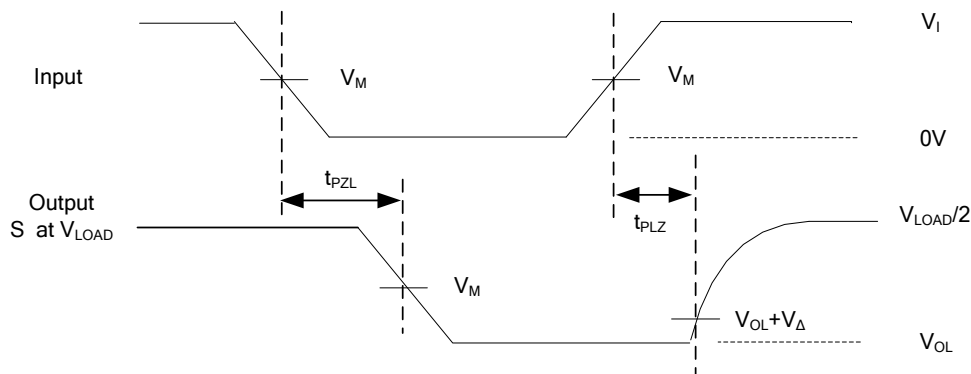 V_I
Input
V_M
V_M
0V
t_PZL
t_PLZ
Output
S at V_LOAD
V_LOAD/2
V_M
V_OL+V_Δ
V_OL